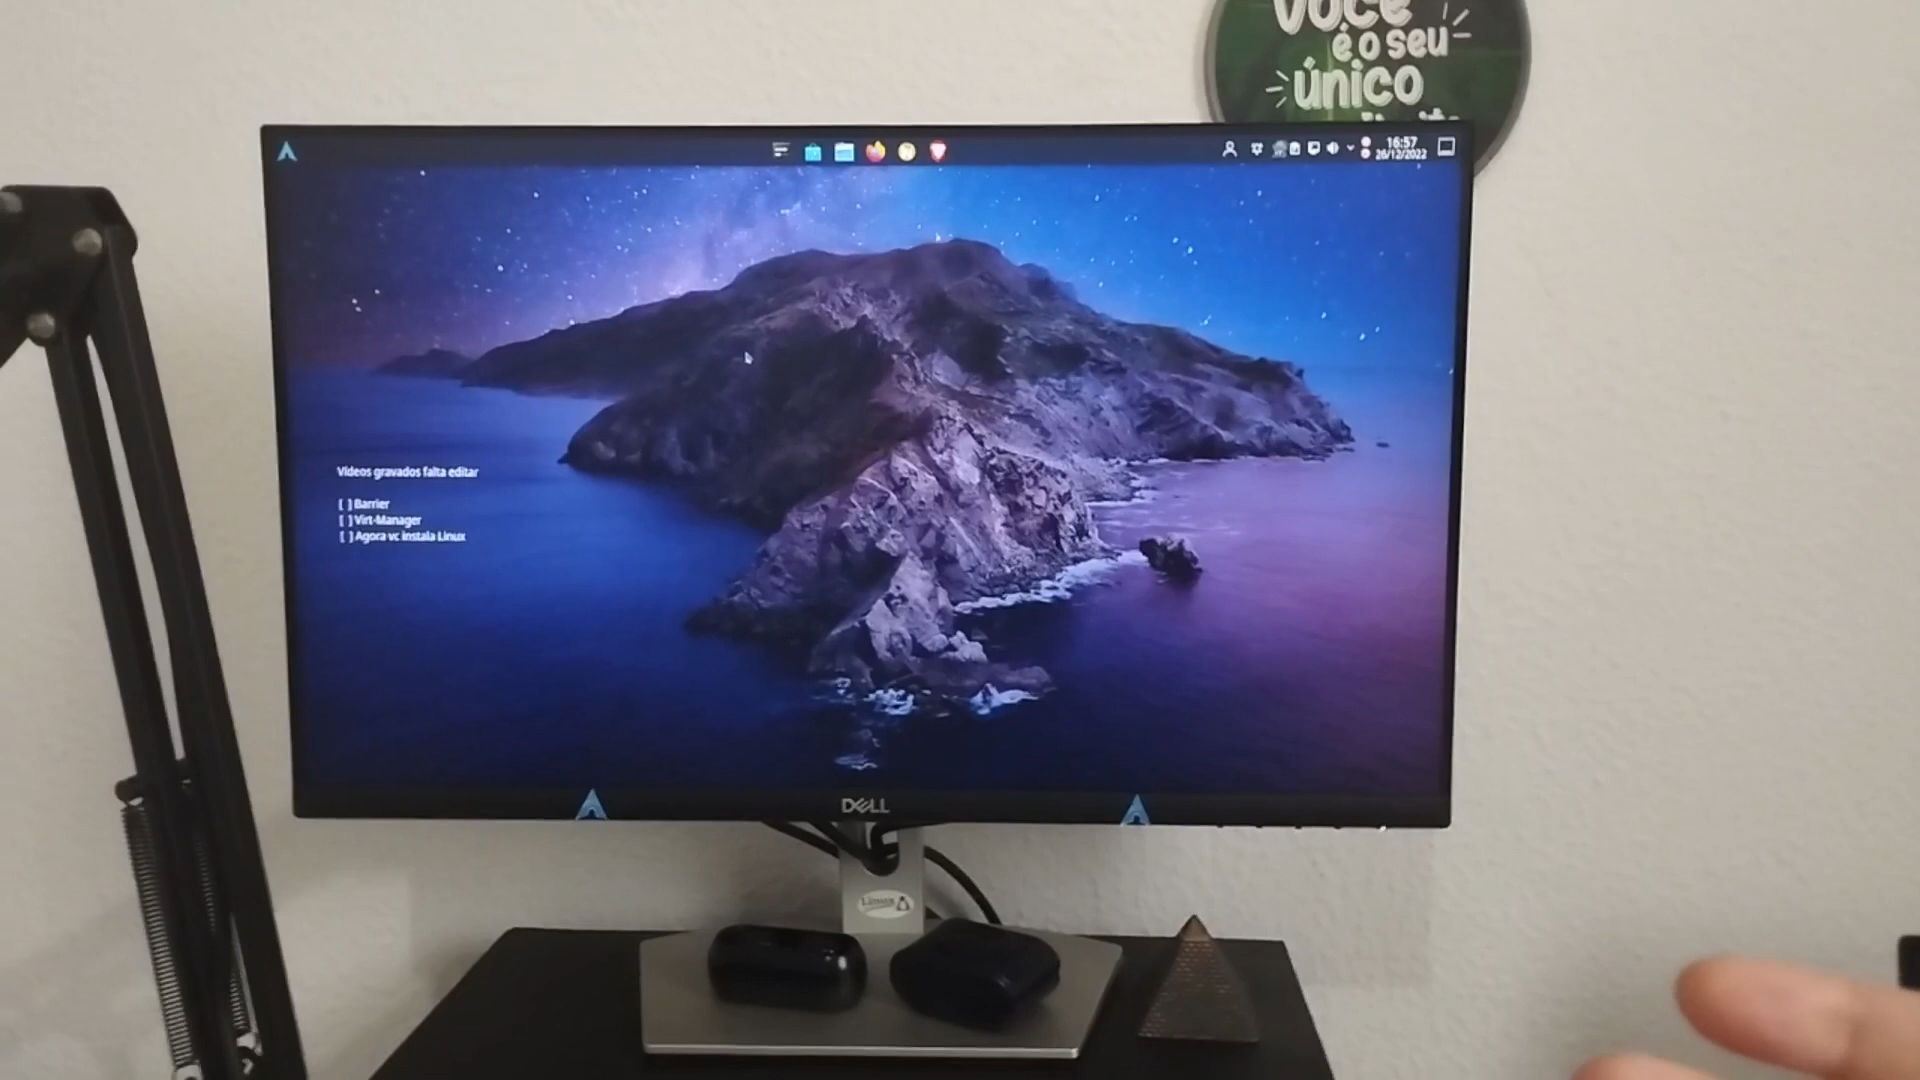 você
é o seu
único
16:57
26/12/2022
Vídeos gravados falta editar
[ ] Barrier
[ ] Virt-Manager
[ ] Agora vc instala Linux
DELL
Linux